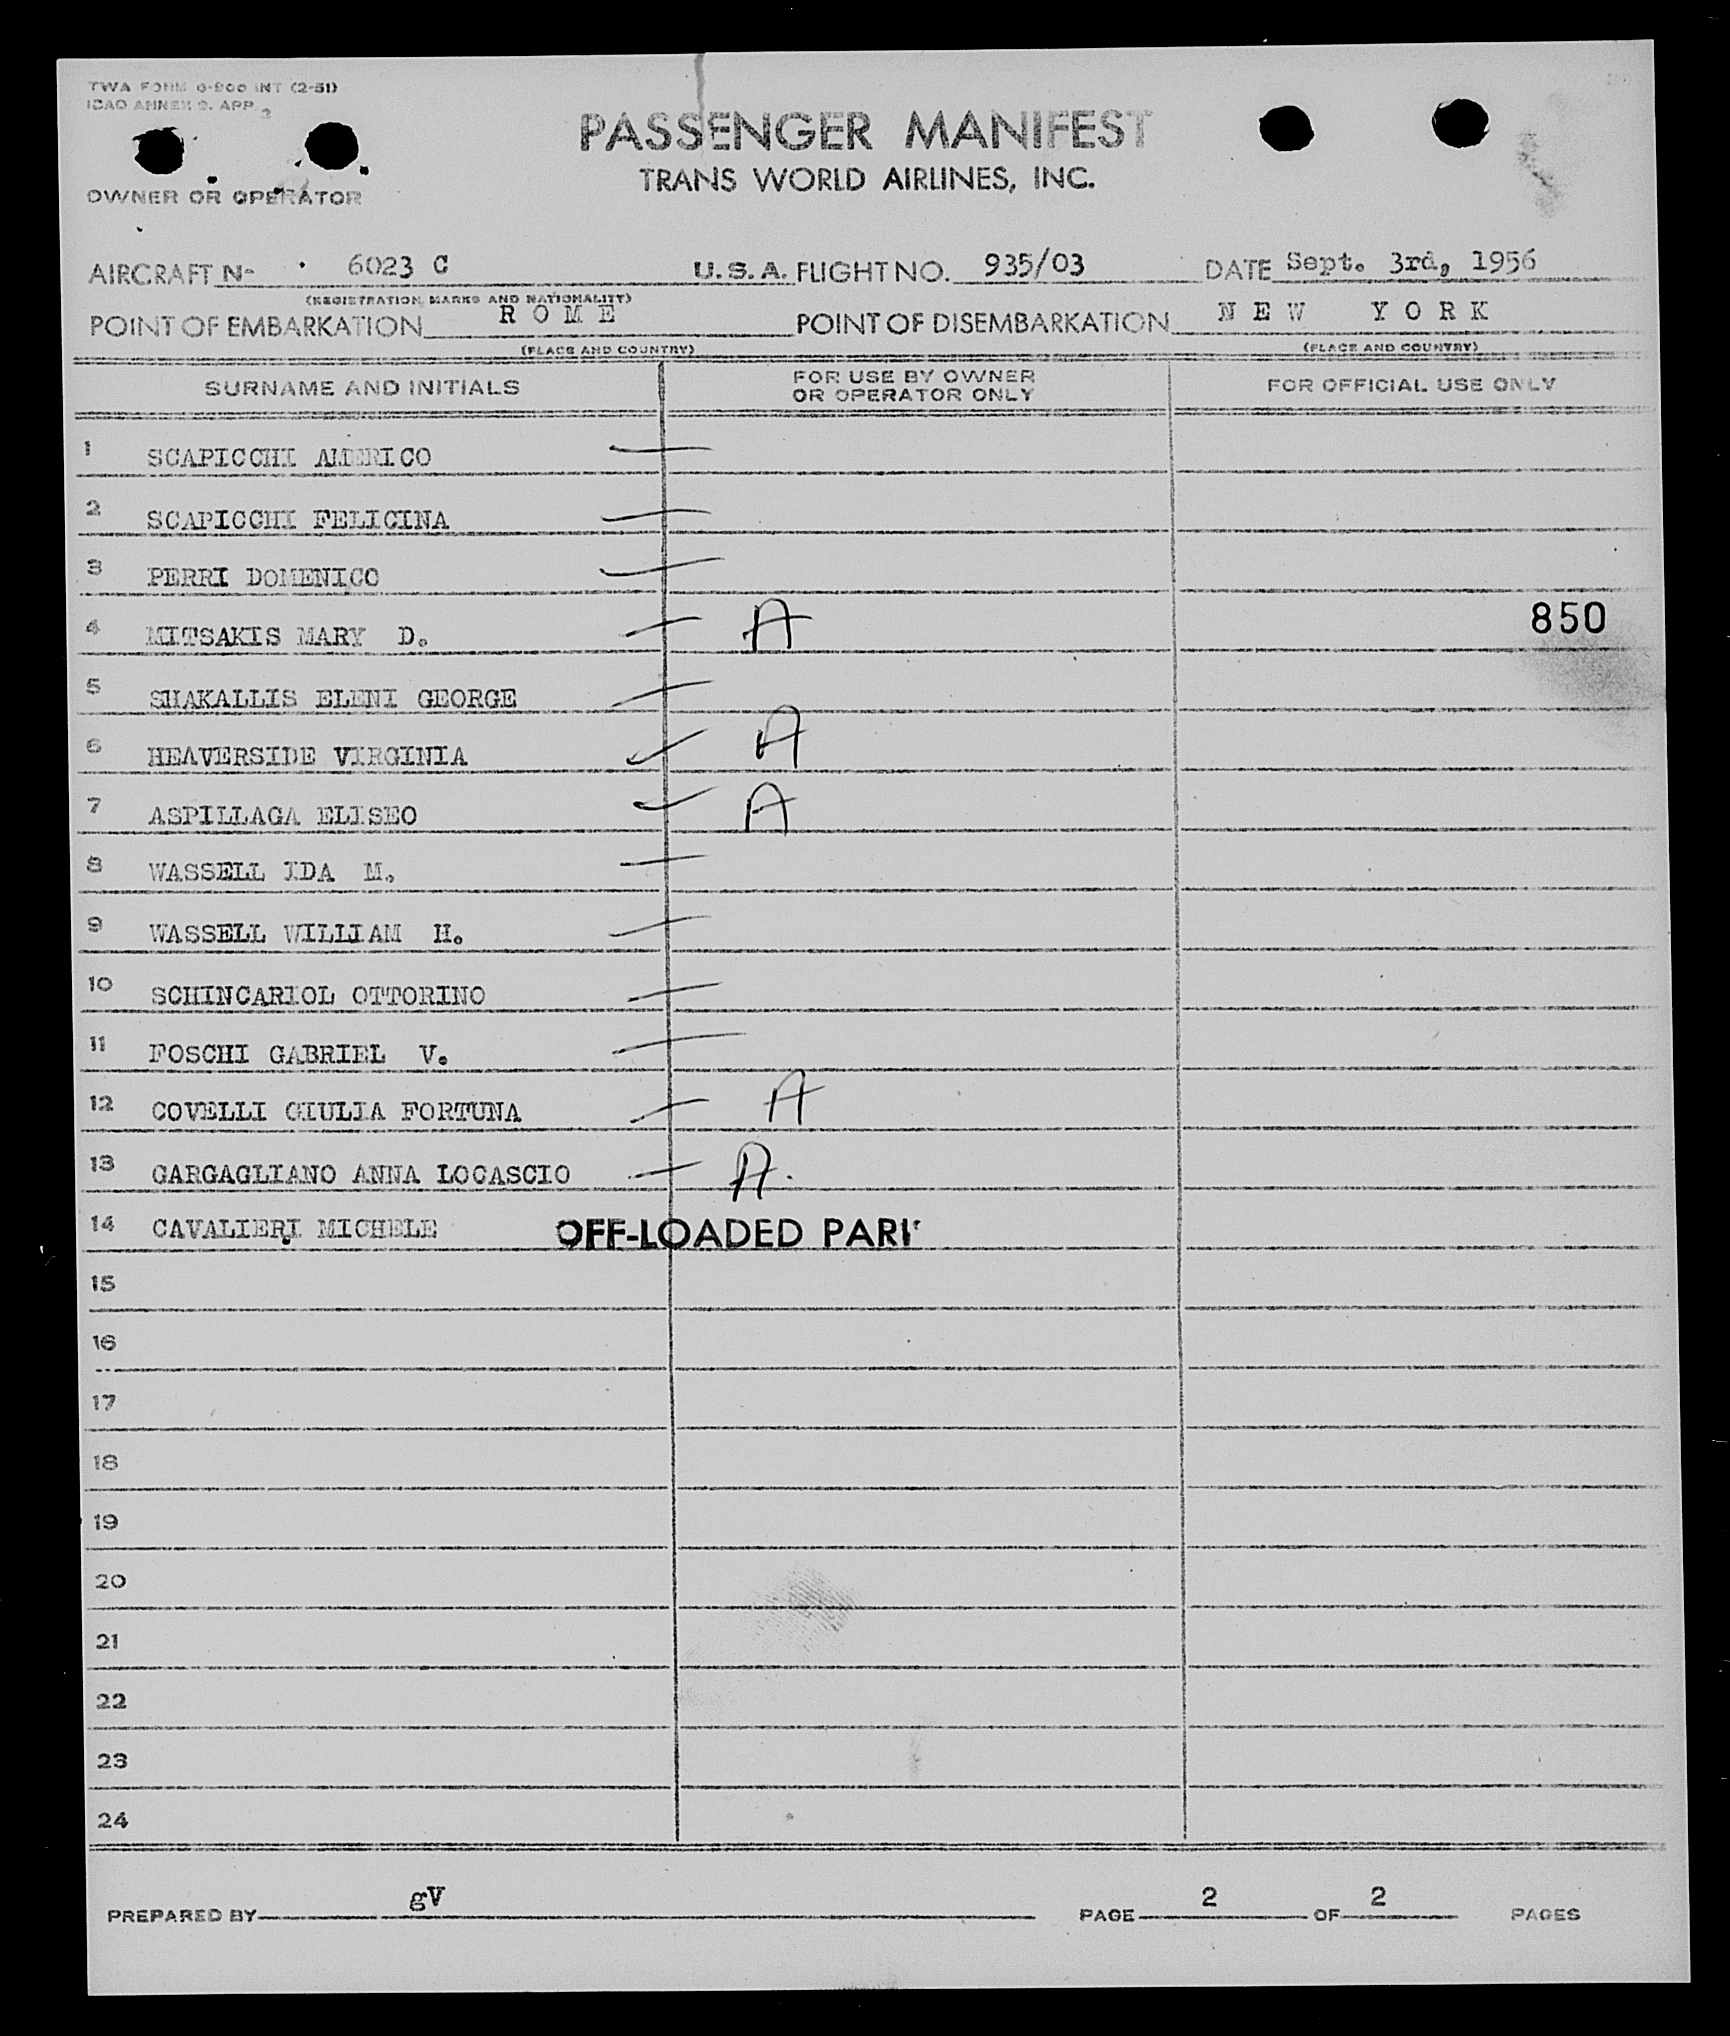 TWA FORM 0-800 INT (2-51)
ICAO ANNEX 9. APP. 3
PASSENGER MANIFEST
TRANS WORLD AIRLINES, INC.
OWNER OR OPERATOR
AIRCRAFT N- 6023 C U.S.A. FLIGHT NO. 935/03 DATE Sept. 3rd, 1956
(REGISTRATION MARKS AND NATIONALITY)
POINT OF EMBARKATION R O M E POINT OF DISEMBARKATION N E W Y O R K
(PLACE AND COUNTRY) (PLACE AND COUNTRY)
SURNAME AND INITIALS FOR USE BY OWNER OR OPERATOR ONLY FOR OFFICIAL USE ONLY
1 SCAPICCHI AMERICO
2 SCAPICCHI FELICINA
3 PERRI DOMENICO
4 MITSAKIS MARY D. A 850
5 SHAKALLIS ELENI GEORGE
6 HEAVERSIDE VIRGINIA A
7 ASPILLAGA ELISEO A
8 WASSELL IDA M.
9 WASSELL WILLIAM H.
10 SCHINCARIOL OTTORINO
11 FOSCHI GABRIEL V.
12 COVELLI GIULIA FORTUNA A
13 GARGAGLIANO ANNA LOCASCIO A.
14 CAVALIERI MICHELE OFF-LOADED PARI
15
16
17
18
19
20
21
22
23
24
PREPARED BY gV PAGE 2 OF 2 PAGES